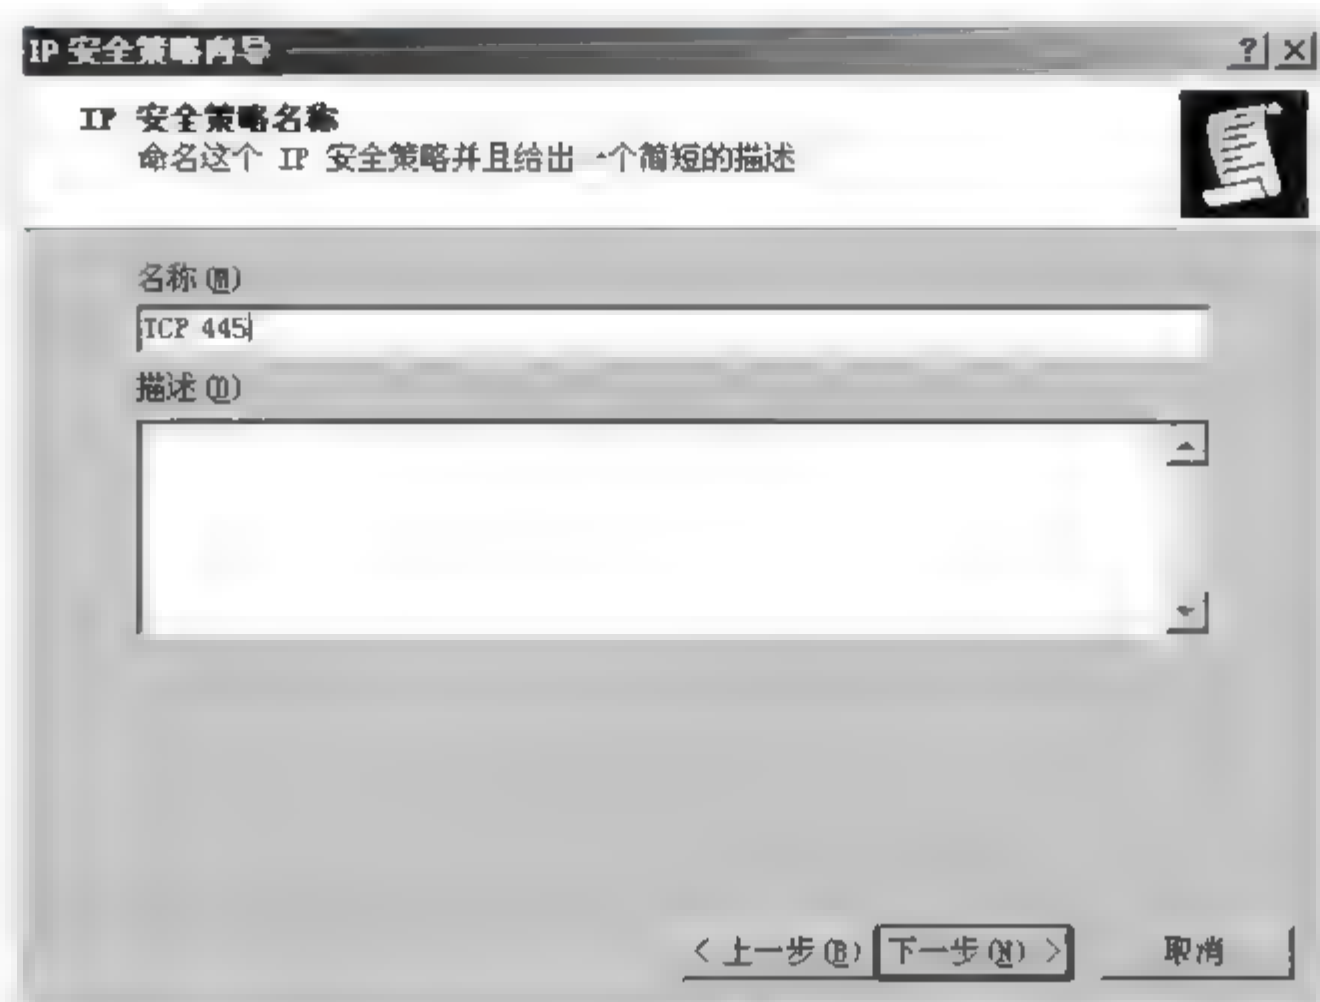 IP 安全策略向导
IP 安全策略名称
命名这个 IP 安全策略并且给出一个简短的描述
名称(M)
TCP 445
描述(D)
< 上一步(B)
下一步(N) >
取消